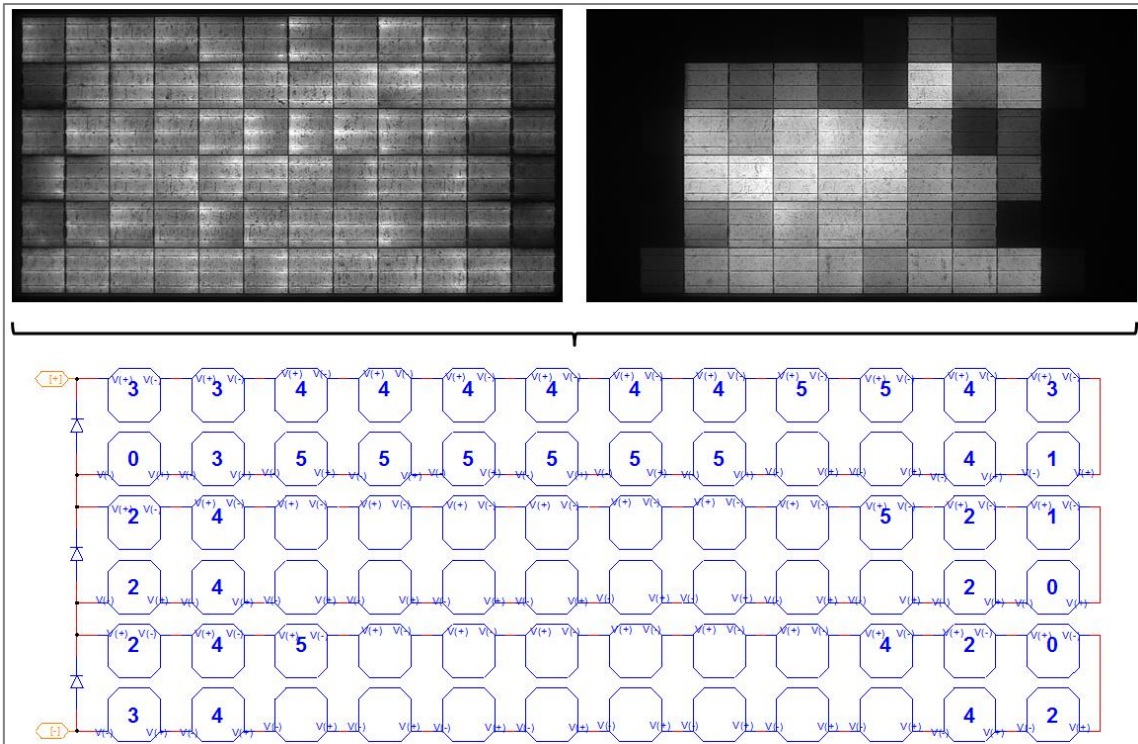 [+] V(+) V(-) V(+) V(-) V(+) V(-) V(+) V(-) V(+) V(-) V(+) V(-) V(+) V(-) V(+) V(-) V(+) V(-) V(+) V(-) V(+) V(-) V(+) V(-)
3 3 4 4 4 4 4 4 5 5 4 3
0 3 5 5 5 5 5 5 4 1
V(-) V(+) V(-) V(+) V(-) V(+) V(-) V(+) V(-) V(+) V(-) V(+) V(-) V(+) V(-) V(+) V(-) V(+) V(-) V(+) V(-) V(+) V(-) V(+)
V(+) V(-) V(+) V(-) V(+) V(-) V(+) V(-) V(+) V(-) V(+) V(-) V(+) V(-) V(+) V(-) V(+) V(-) V(+) V(-) V(+) V(-) V(+) V(-)
2 4 5 2 1
2 4 2 0
V(-) V(+) V(-) V(+) V(-) V(+) V(-) V(+) V(-) V(+) V(-) V(+) V(-) V(+) V(-) V(+) V(-) V(+) V(-) V(+) V(-) V(+) V(-) V(+)
V(+) V(-) V(+) V(-) V(+) V(-) V(+) V(-) V(+) V(-) V(+) V(-) V(+) V(-) V(+) V(-) V(+) V(-) V(+) V(-) V(+) V(-) V(+) V(-)
2 4 5 4 2 0
3 4 4 2
[-] V(-) V(+) V(-) V(+) V(-) V(+) V(-) V(+) V(-) V(+) V(-) V(+) V(-) V(+) V(-) V(+) V(-) V(+) V(-) V(+) V(-) V(+) V(-) V(+)